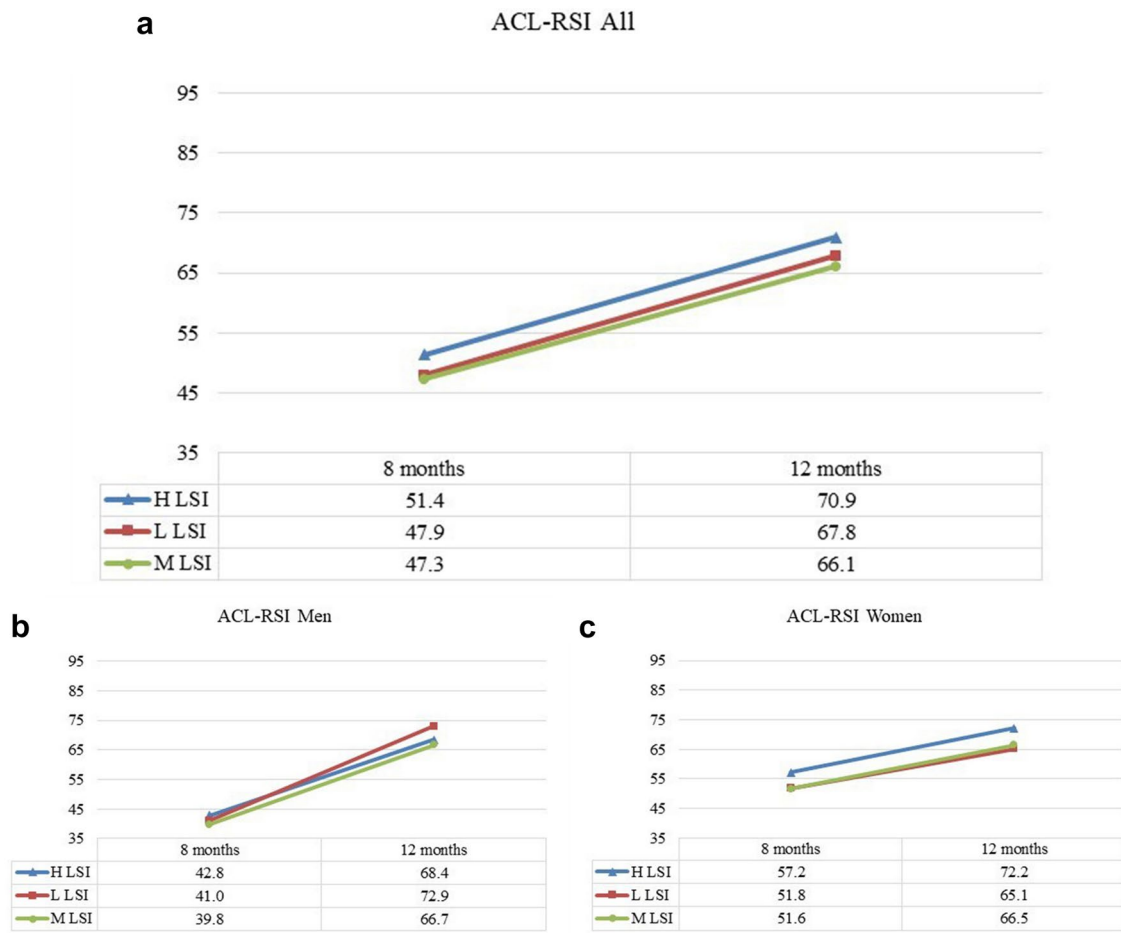 a
ACL-RSI All
95
85
75
65
55
45
35
8 months 12 months
H LSI 51.4 70.9
L LSI 47.9 67.8
M LSI 47.3 66.1
b
ACL-RSI Men
95
85
75
65
55
45
35
8 months 12 months
H LSI 42.8 68.4
L LSI 41.0 72.9
M LSI 39.8 66.7
c
ACL-RSI Women
95
85
75
65
55
45
35
8 months 12 months
H LSI 57.2 72.2
L LSI 51.8 65.1
M LSI 51.6 66.5